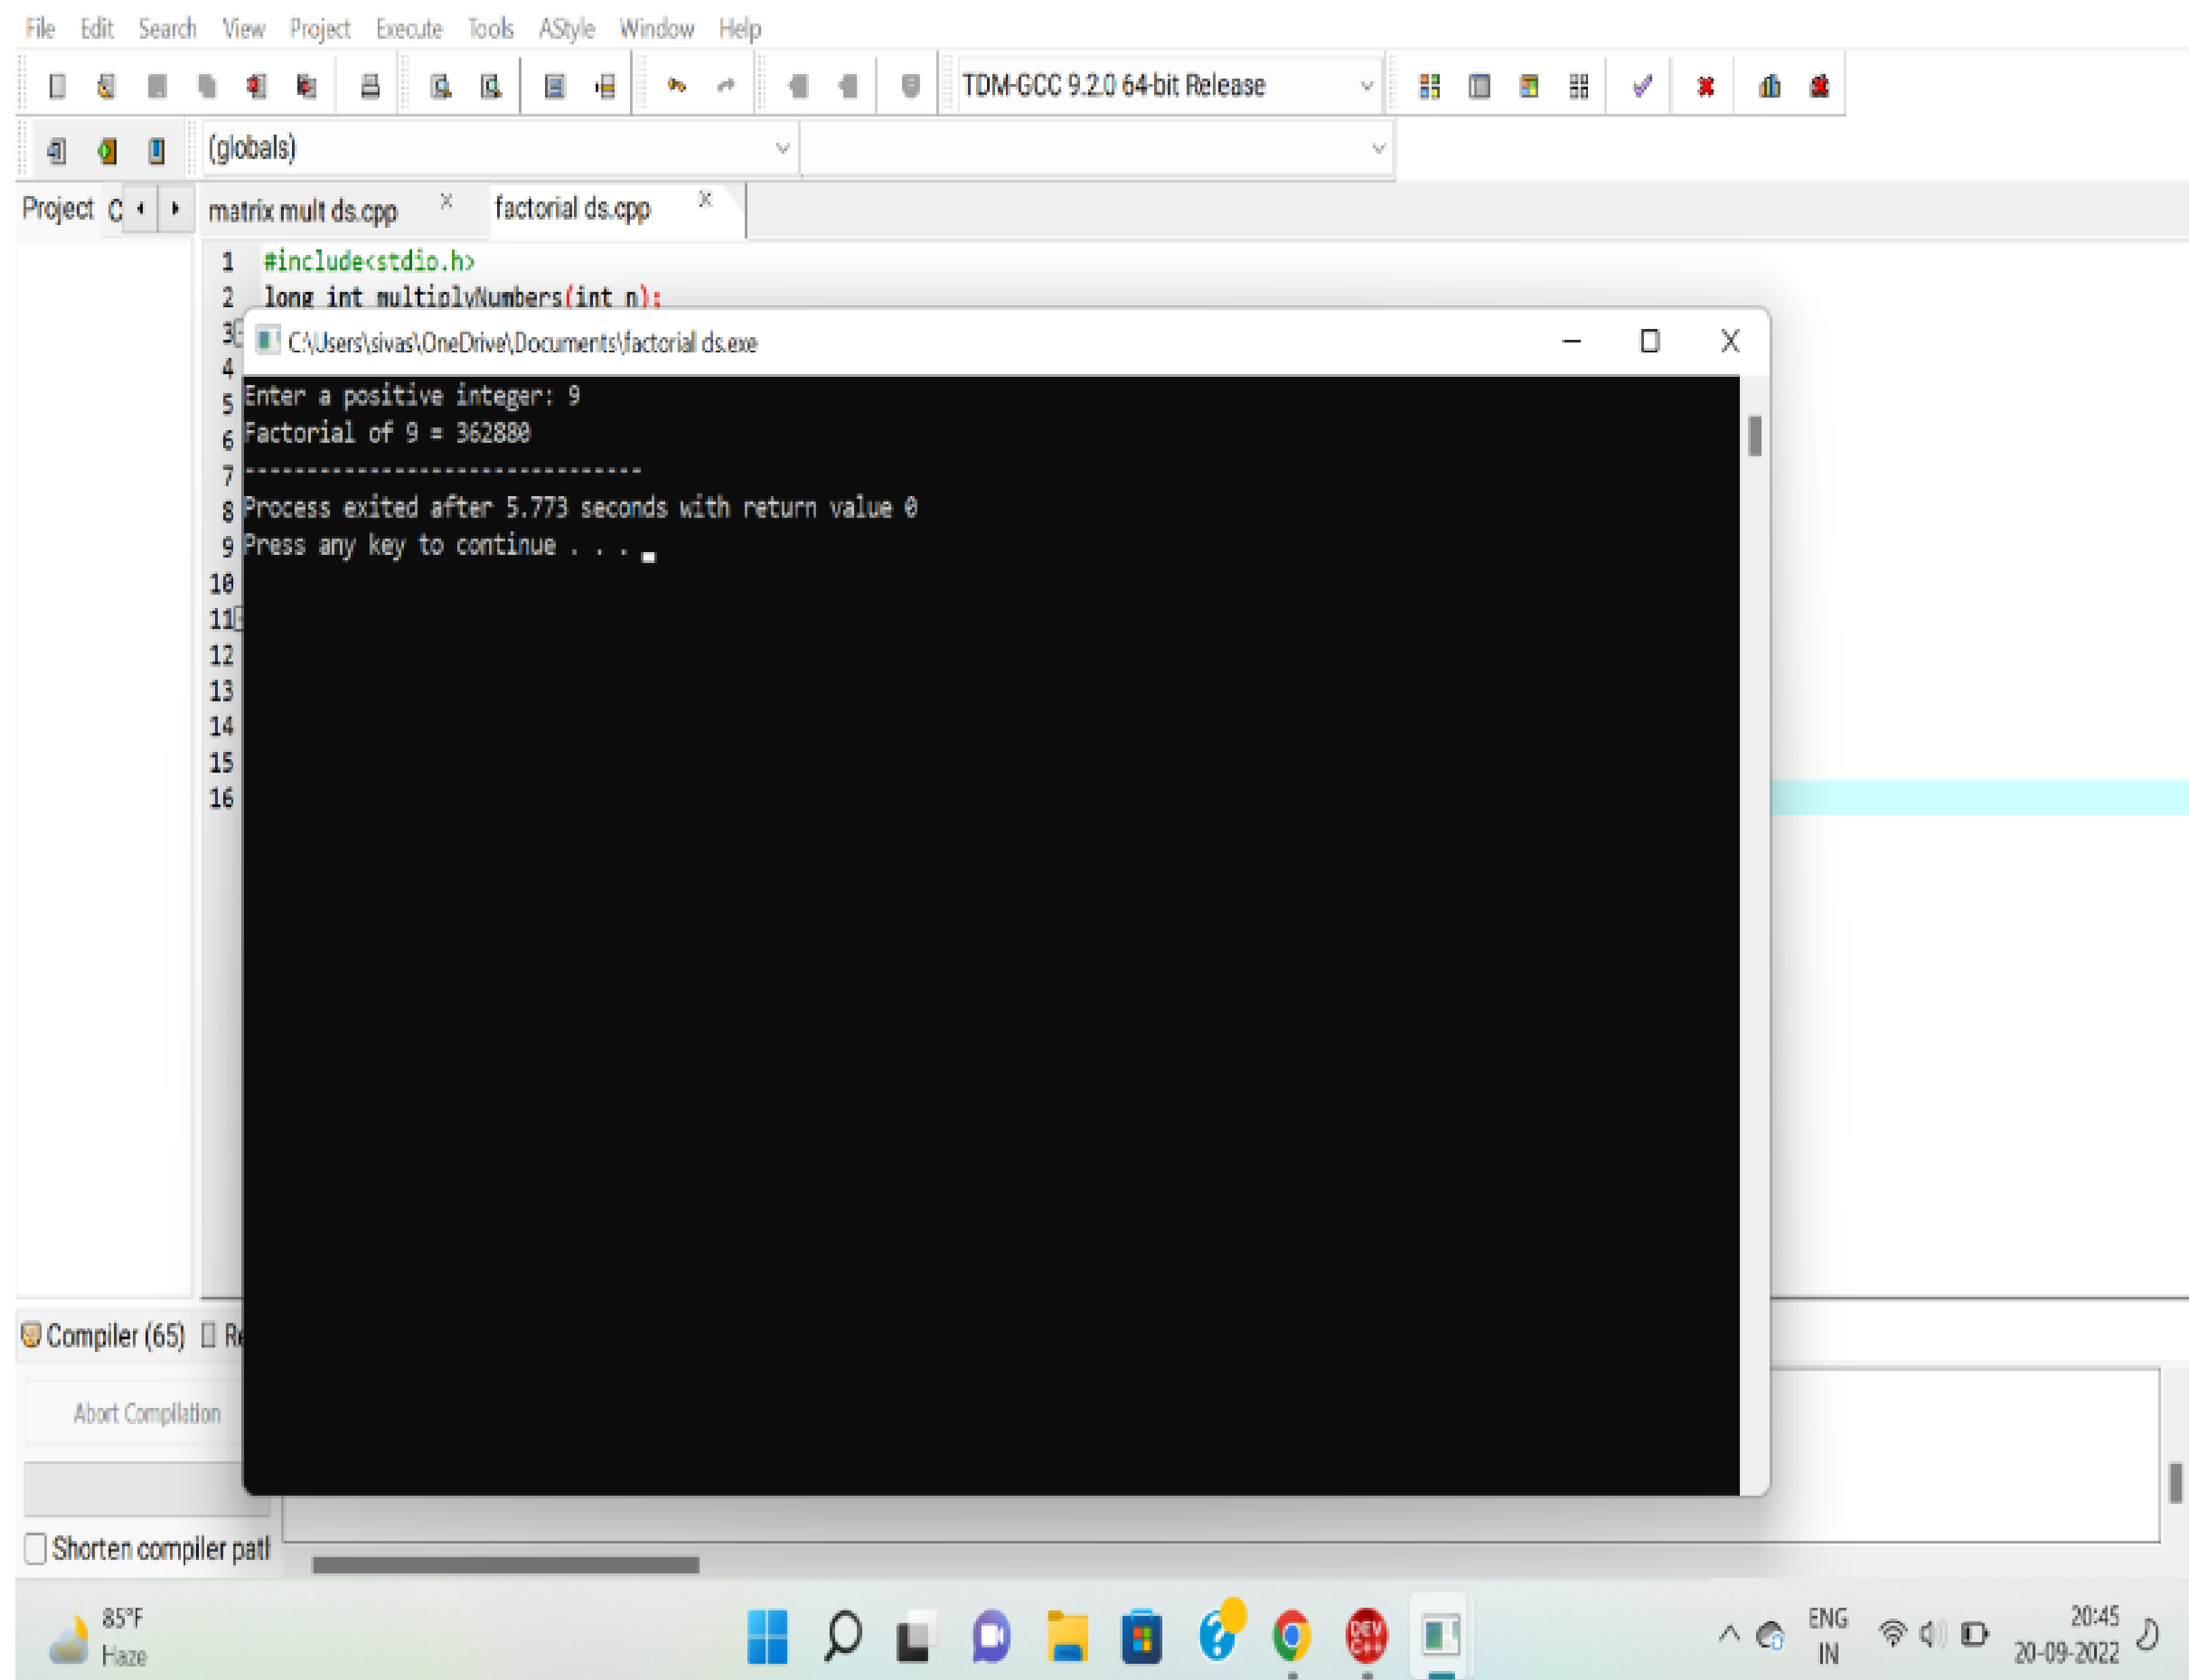 File Edit Search View Project Execute Tools AStyle Window Help
TDM-GCC 9.2.0 64-bit Release
(globals)
Project C
matrix mult ds.cpp X factorial ds.cpp X
1 #include<stdio.h>
2 long int multiplyNumbers(int n);
3
4
5
6
7
8
9
10
11
12
13
14
15
16
C:\Users\sivas\OneDrive\Documents\factorial ds.exe
Enter a positive integer: 9
Factorial of 9 = 362880
--------------------------------
Process exited after 5.773 seconds with return value 0
Press any key to continue . . .
Compiler (65) Re
Abort Compilation
Shorten compiler path
85°F
Haze
DEV
C++
ENG
IN
20:45
20-09-2022